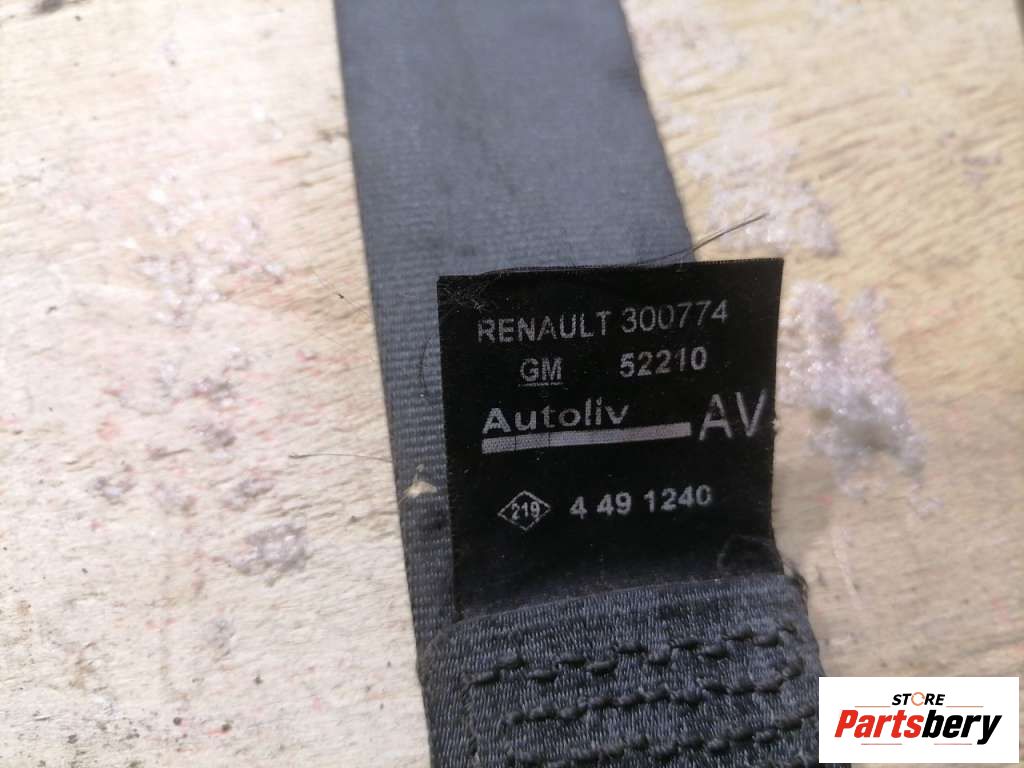 RENAULT 300774
GM 52210
Autoliv AV
219 4 49 1240
STORE
Partsbery